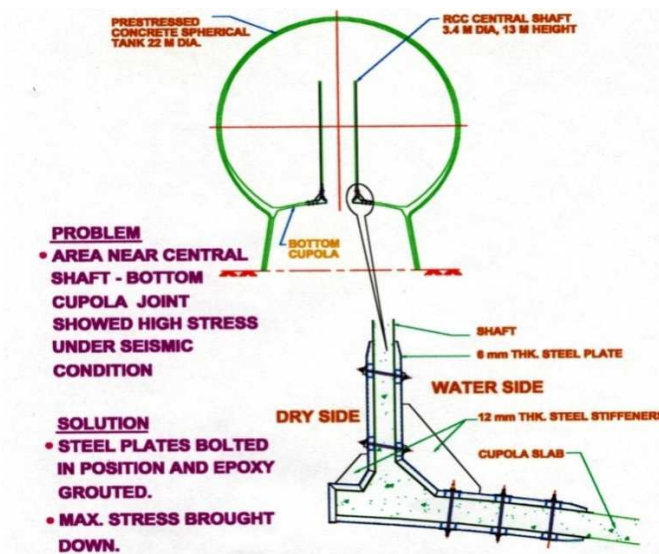 PRESTRESSED
CONCRETE SPHERICAL
TANK 22 M DIA.
RCC CENTRAL SHAFT
3.4 M DIA, 13 M HEIGHT
BOTTOM
CUPOLA
PROBLEM
• AREA NEAR CENTRAL
SHAFT - BOTTOM
CUPOLA JOINT
SHOWED HIGH STRESS
UNDER SEISMIC
CONDITION
SOLUTION
• STEEL PLATES BOLTED
IN POSITION AND EPOXY
GROUTED.
• MAX. STRESS BROUGHT
DOWN.
SHAFT
6 mm THK. STEEL PLATE
WATER SIDE
DRY SIDE
12 mm THK. STEEL STIFFENERS
CUPOLA SLAB